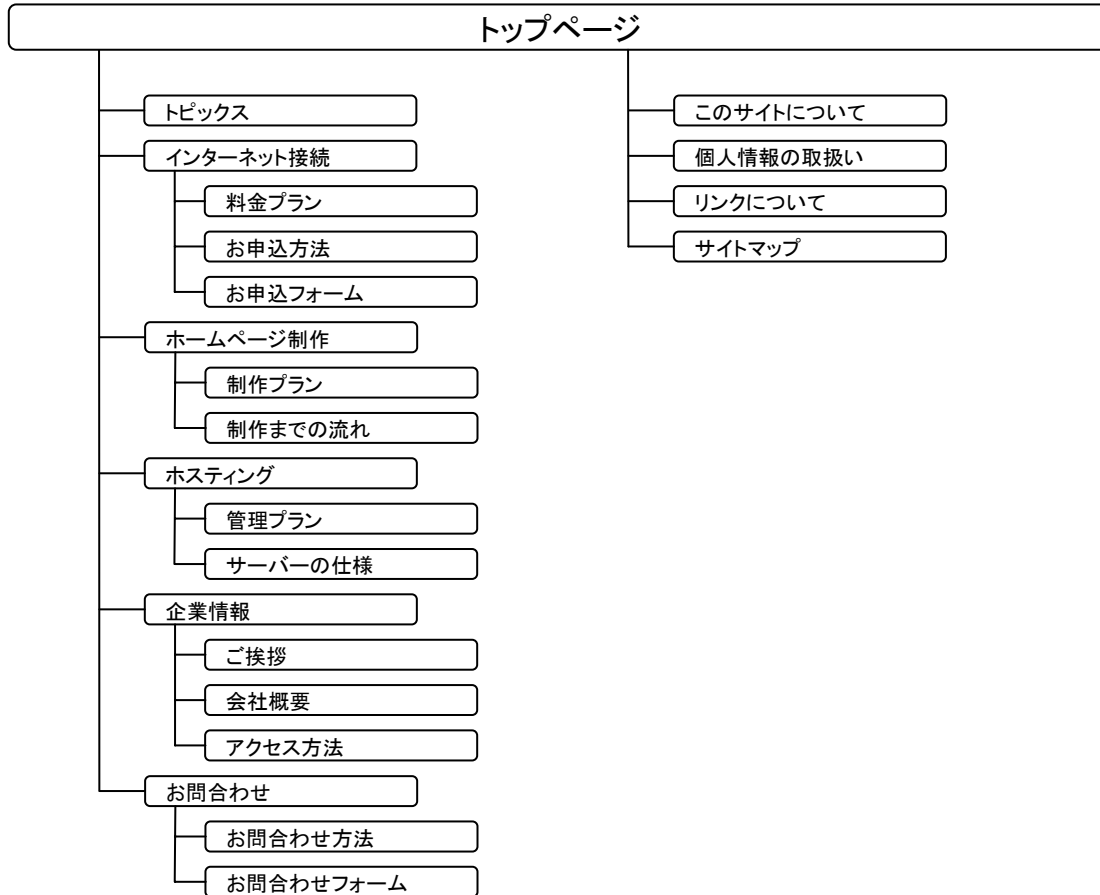 トップページ
トピックス
インターネット接続
料金プラン
お申込方法
お申込フォーム
ホームページ制作
制作プラン
制作までの流れ
ホスティング
管理プラン
サーバーの仕様
企業情報
ご挨拶
会社概要
アクセス方法
お問合わせ
お問合わせ方法
お問合わせフォーム
このサイトについて
個人情報の取扱い
リンクについて
サイトマップ